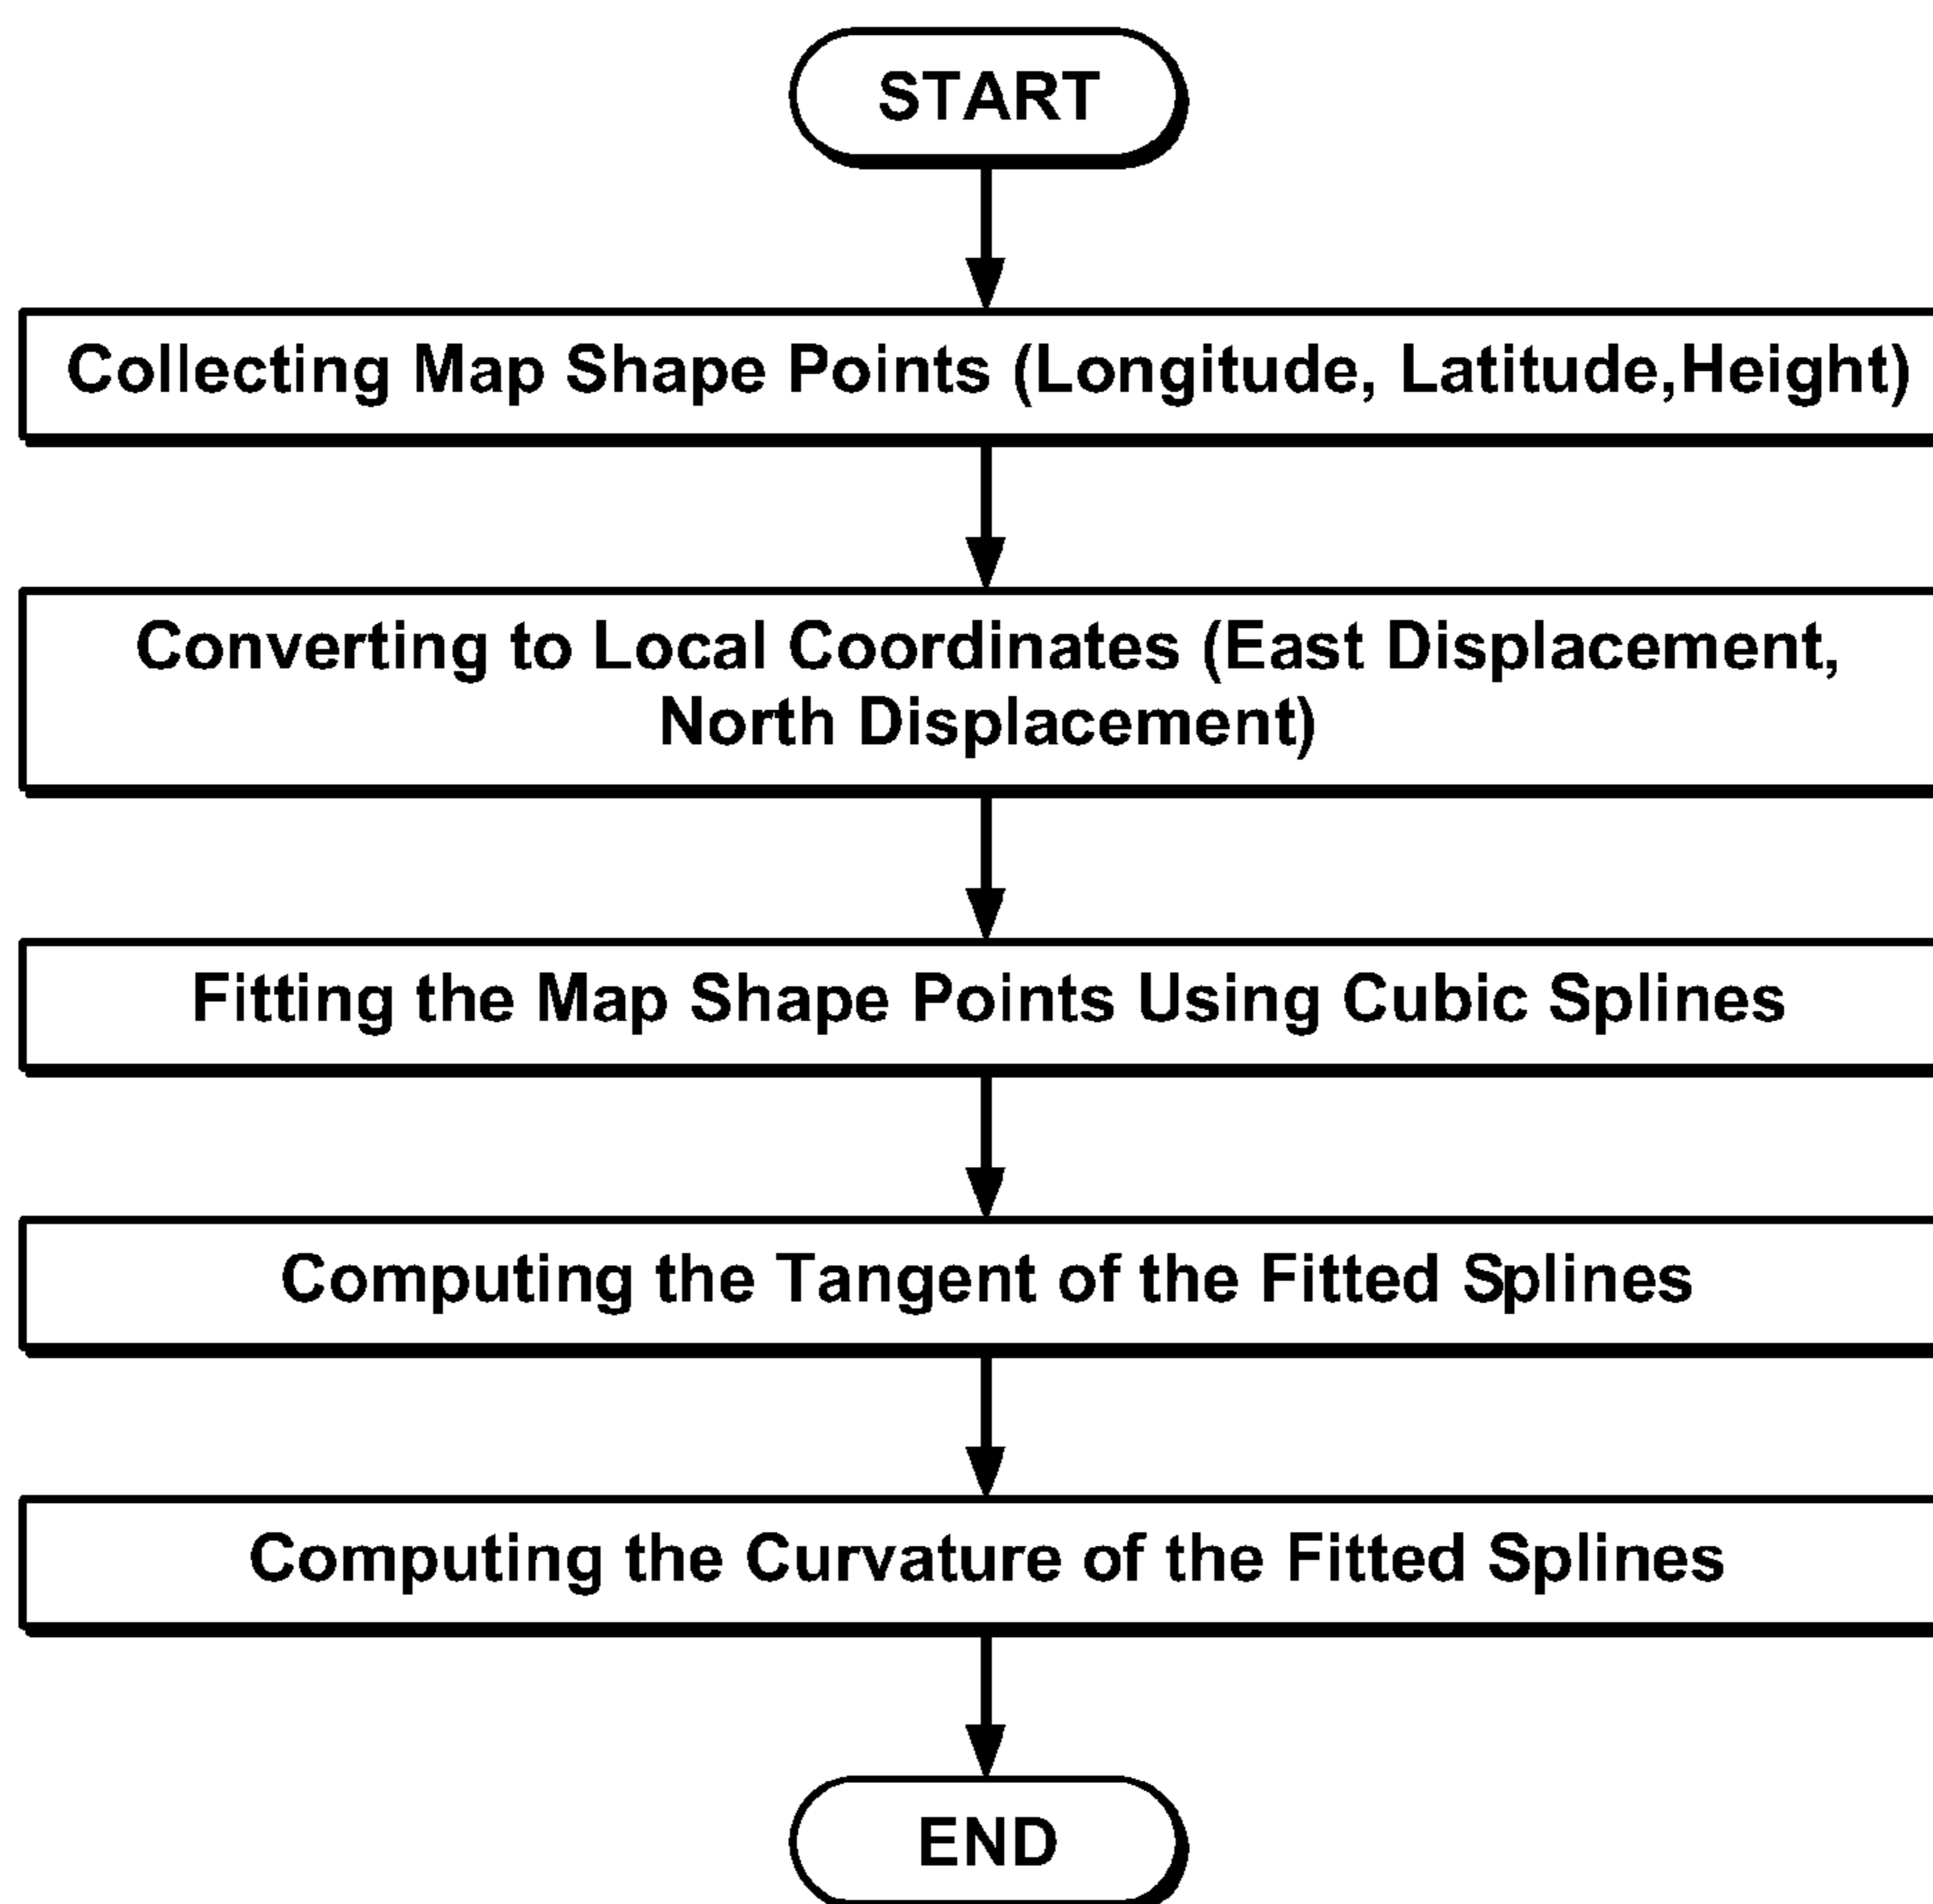 START
Collecting Map Shape Points (Longitude, Latitude,Height)
Converting to Local Coordinates (East Displacement,
North Displacement)
Fitting the Map Shape Points Using Cubic Splines
Computing the Tangent of the Fitted Splines
Computing the Curvature of the Fitted Splines
END